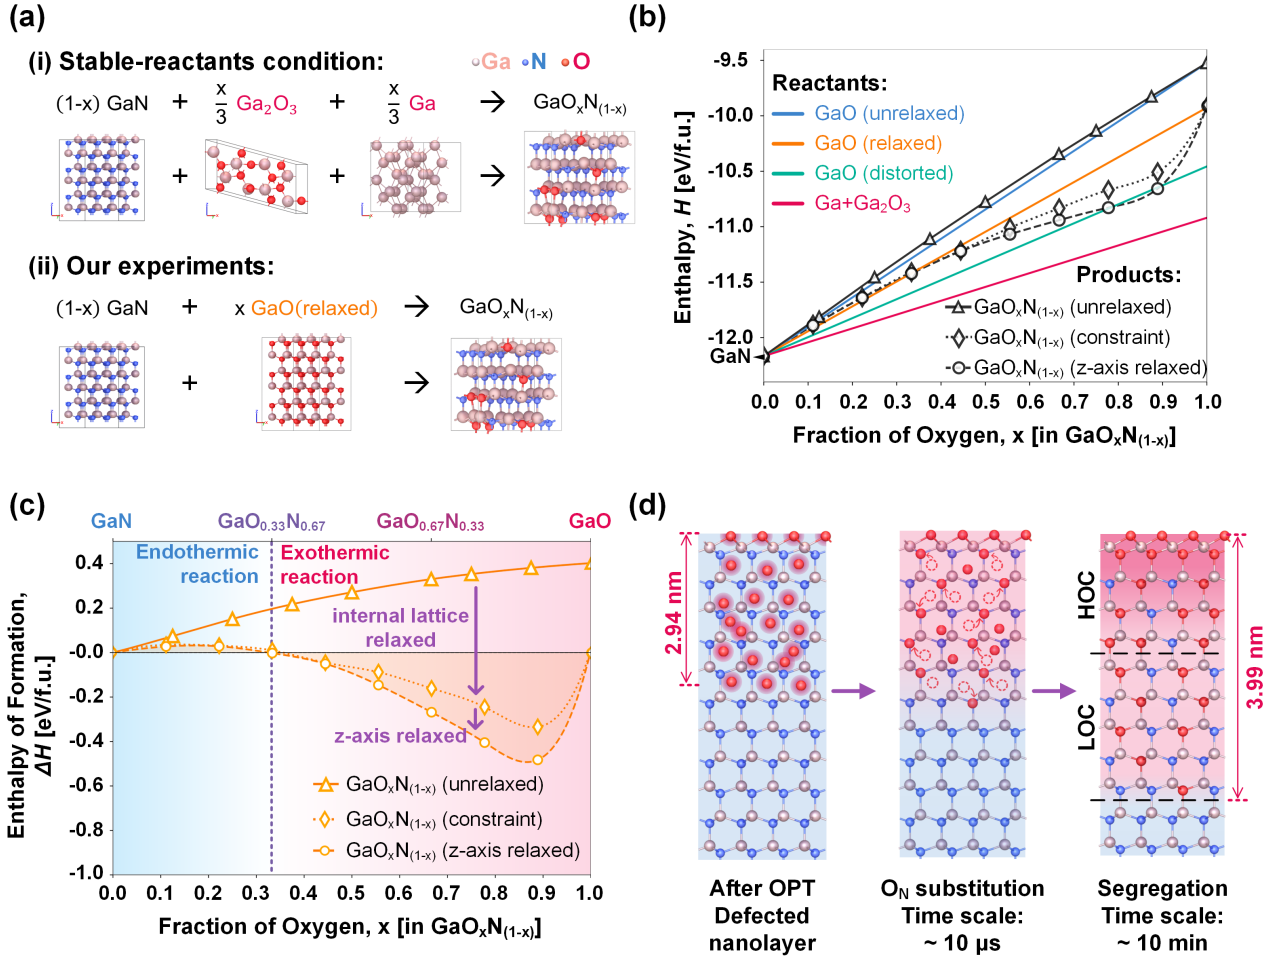 (a)
(i) Stable-reactants condition:
Ga N O
(1-x) GaN + x/3 Ga₂O₃ + x/3 Ga → GaOₓN₍₁₋ₓ₎
+ + →
(ii) Our experiments:
(1-x) GaN + x GaO(relaxed) → GaOₓN₍₁₋ₓ₎
+ →
(b)
Enthalpy, H [eV/f.u.]
-9.5
-10.0
-10.5
-11.0
-11.5
-12.0
GaN
Reactants:
GaO (unrelaxed)
GaO (relaxed)
GaO (distorted)
Ga+Ga₂O₃
Products:
GaOₓN₍₁₋ₓ₎ (unrelaxed)
GaOₓN₍₁₋ₓ₎ (constraint)
GaOₓN₍₁₋ₓ₎ (z-axis relaxed)
0.0 0.1 0.2 0.3 0.4 0.5 0.6 0.7 0.8 0.9 1.0
Fraction of Oxygen, x [in GaOₓN₍₁₋ₓ₎]
(c)
GaN GaO₀.₃₃N₀.₆₇ GaO₀.₆₇N₀.₃₃ GaO
Enthalpy of Formation,
ΔH [eV/f.u.]
0.4
0.2
-0.0
-0.2
-0.4
-0.6
-0.8
-1.0
Endothermic
reaction
Exothermic
reaction
internal lattice
relaxed
z-axis relaxed
GaOₓN₍₁₋ₓ₎ (unrelaxed)
GaOₓN₍₁₋ₓ₎ (constraint)
GaOₓN₍₁₋ₓ₎ (z-axis relaxed)
0.0 0.1 0.2 0.3 0.4 0.5 0.6 0.7 0.8 0.9 1.0
Fraction of Oxygen, x [in GaOₓN₍₁₋ₓ₎]
(d)
2.94 nm
HOC
LOC
3.99 nm
After OPT
Defected
nanolayer
Oₙ substitution
Time scale:
~ 10 µs
Segregation
Time scale:
~ 10 min